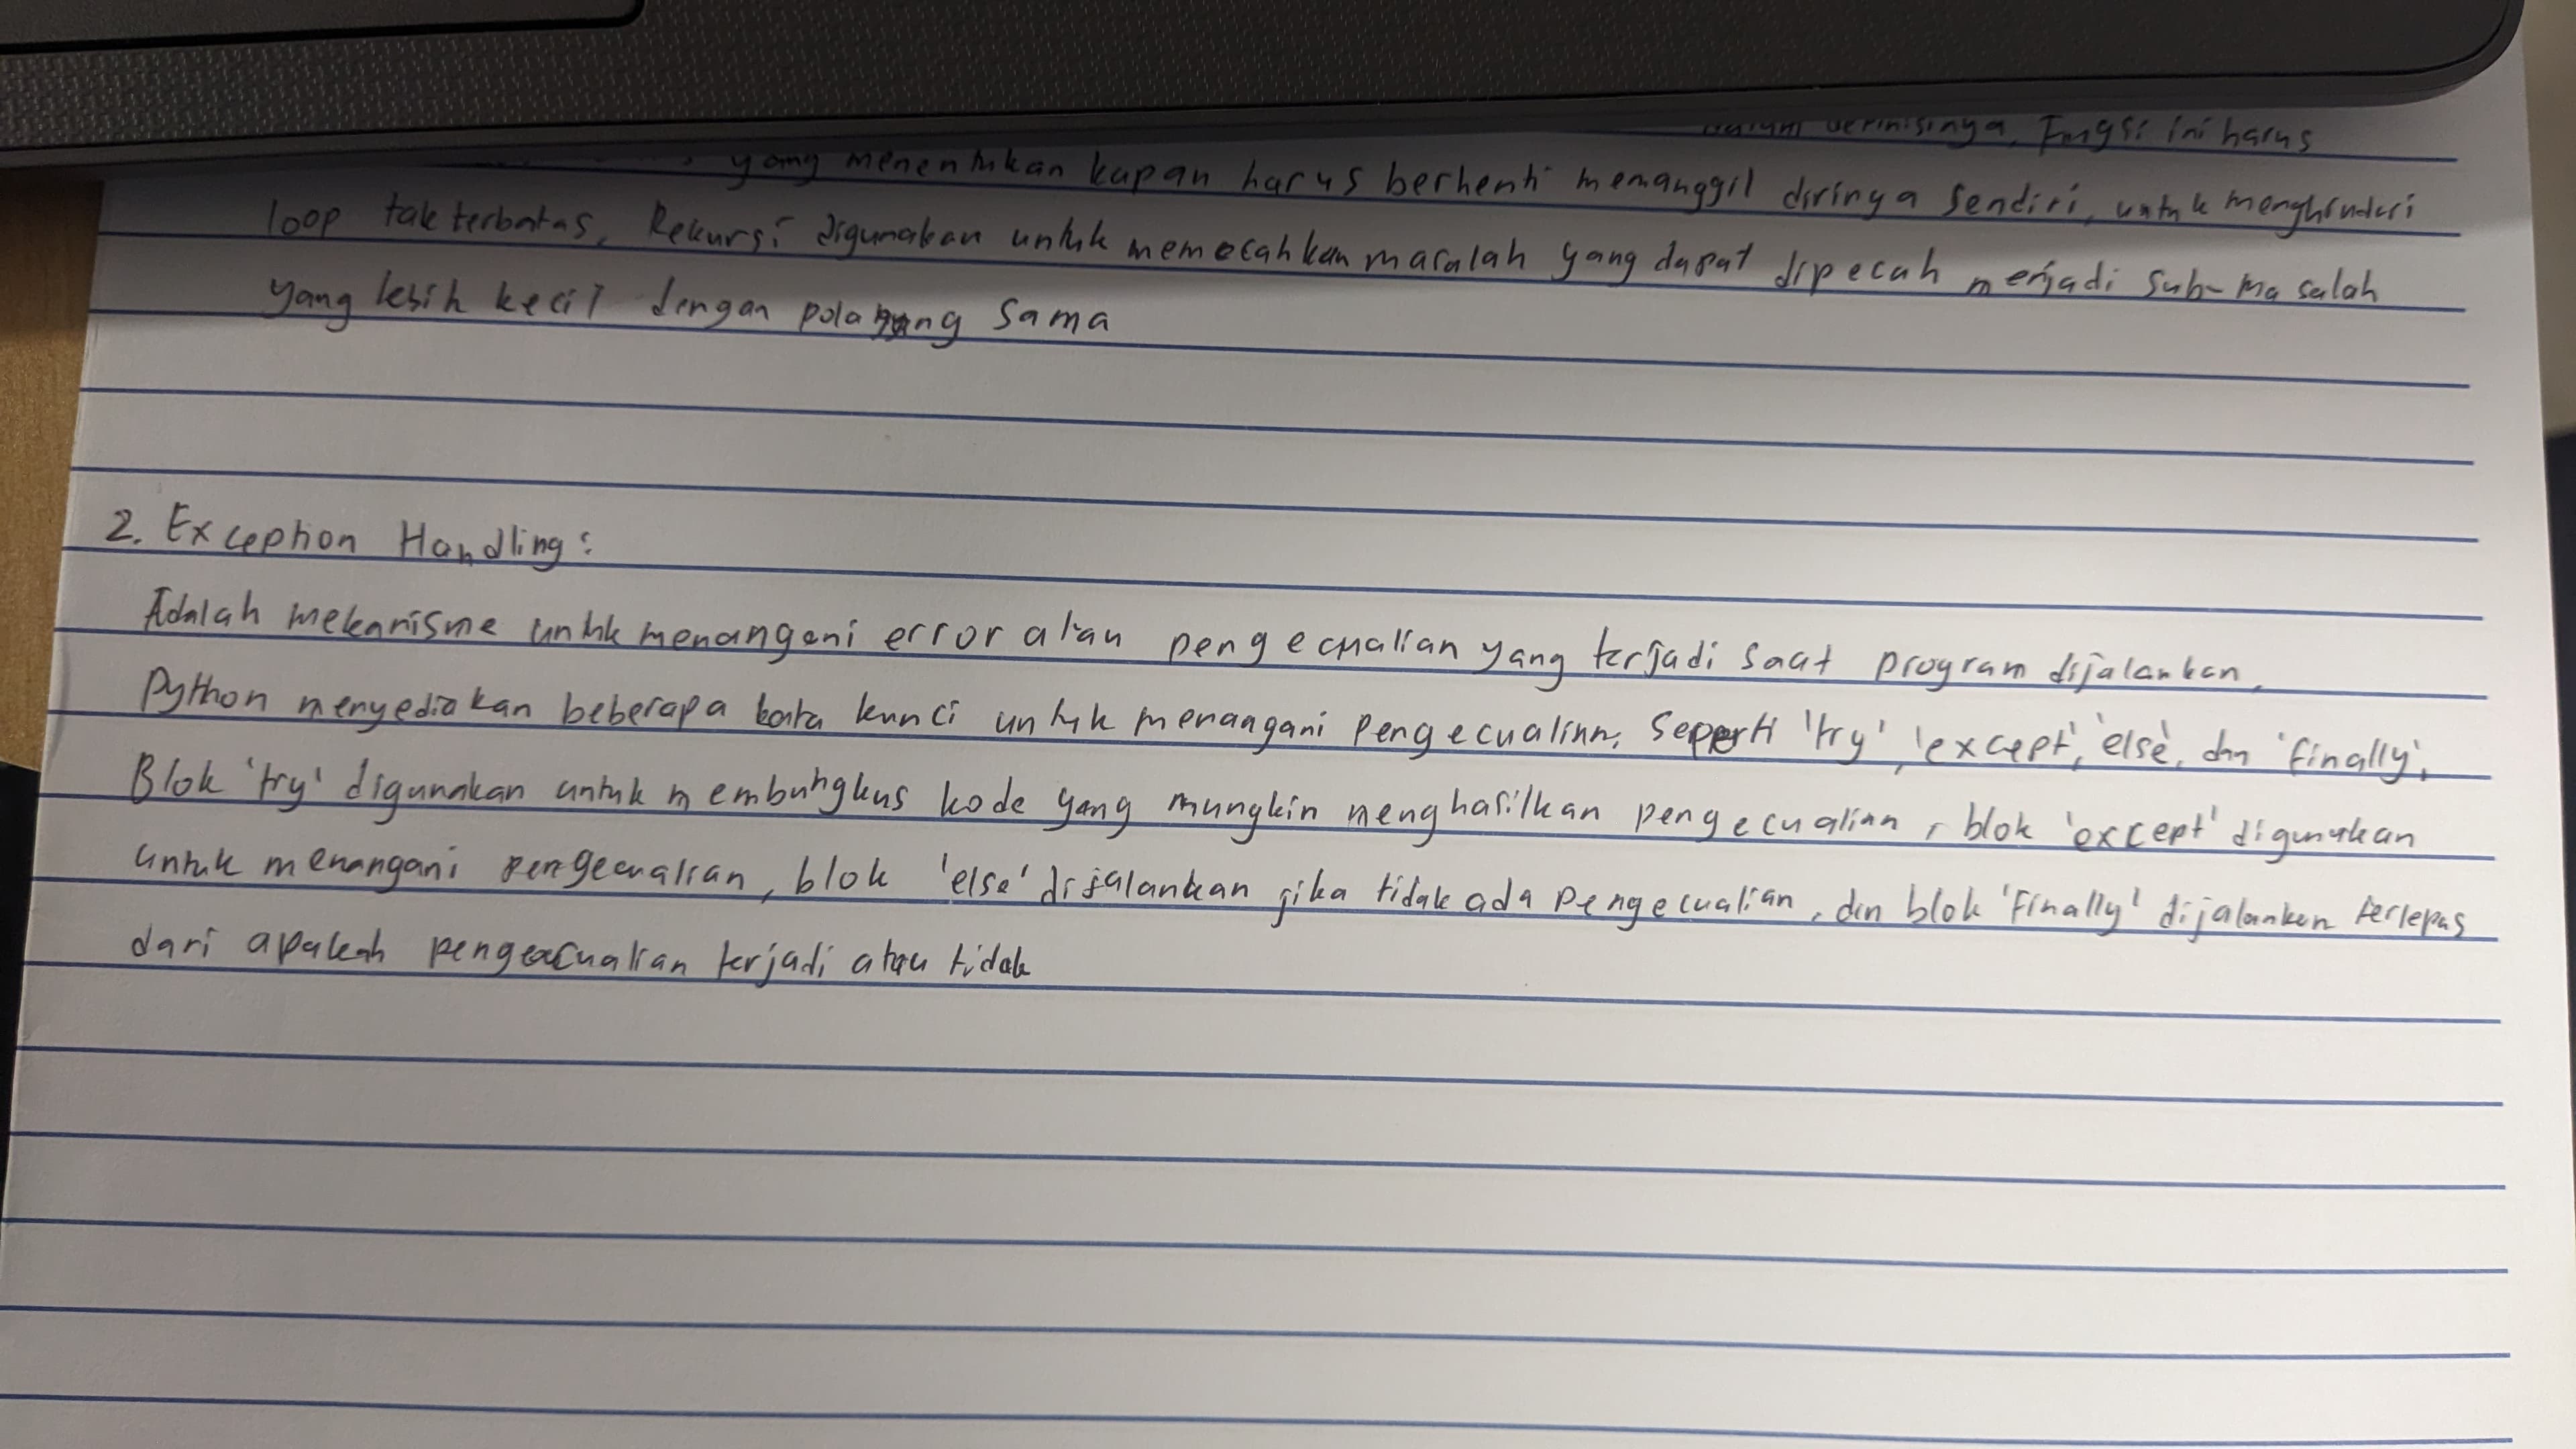 dalam definisinya, Fungsi ini harus
yang menentukan kapan harus berhenti memanggil dirinya sendiri, untuk menghindari
loop tak terbatas. Rekursi digunakan untuk memecahkan masalah yang dapat dipecah menjadi sub-masalah
yang lebih kecil dengan pola yang sama
2. Exception Handling:
Adalah mekanisme untuk menangani error atau pengecualian yang terjadi saat program dijalankan.
Python menyediakan beberapa kata kunci untuk menangani pengecualian, seperti 'try', 'except', 'else', dan 'finally'.
Blok 'try' digunakan untuk membungkus kode yang mungkin menghasilkan pengecualian, blok 'except' digunakan
untuk menangani pengecualian, blok 'else' dijalankan jika tidak ada pengecualian, dan blok 'finally' dijalankan terlepas
dari apakah pengecualian terjadi atau tidak